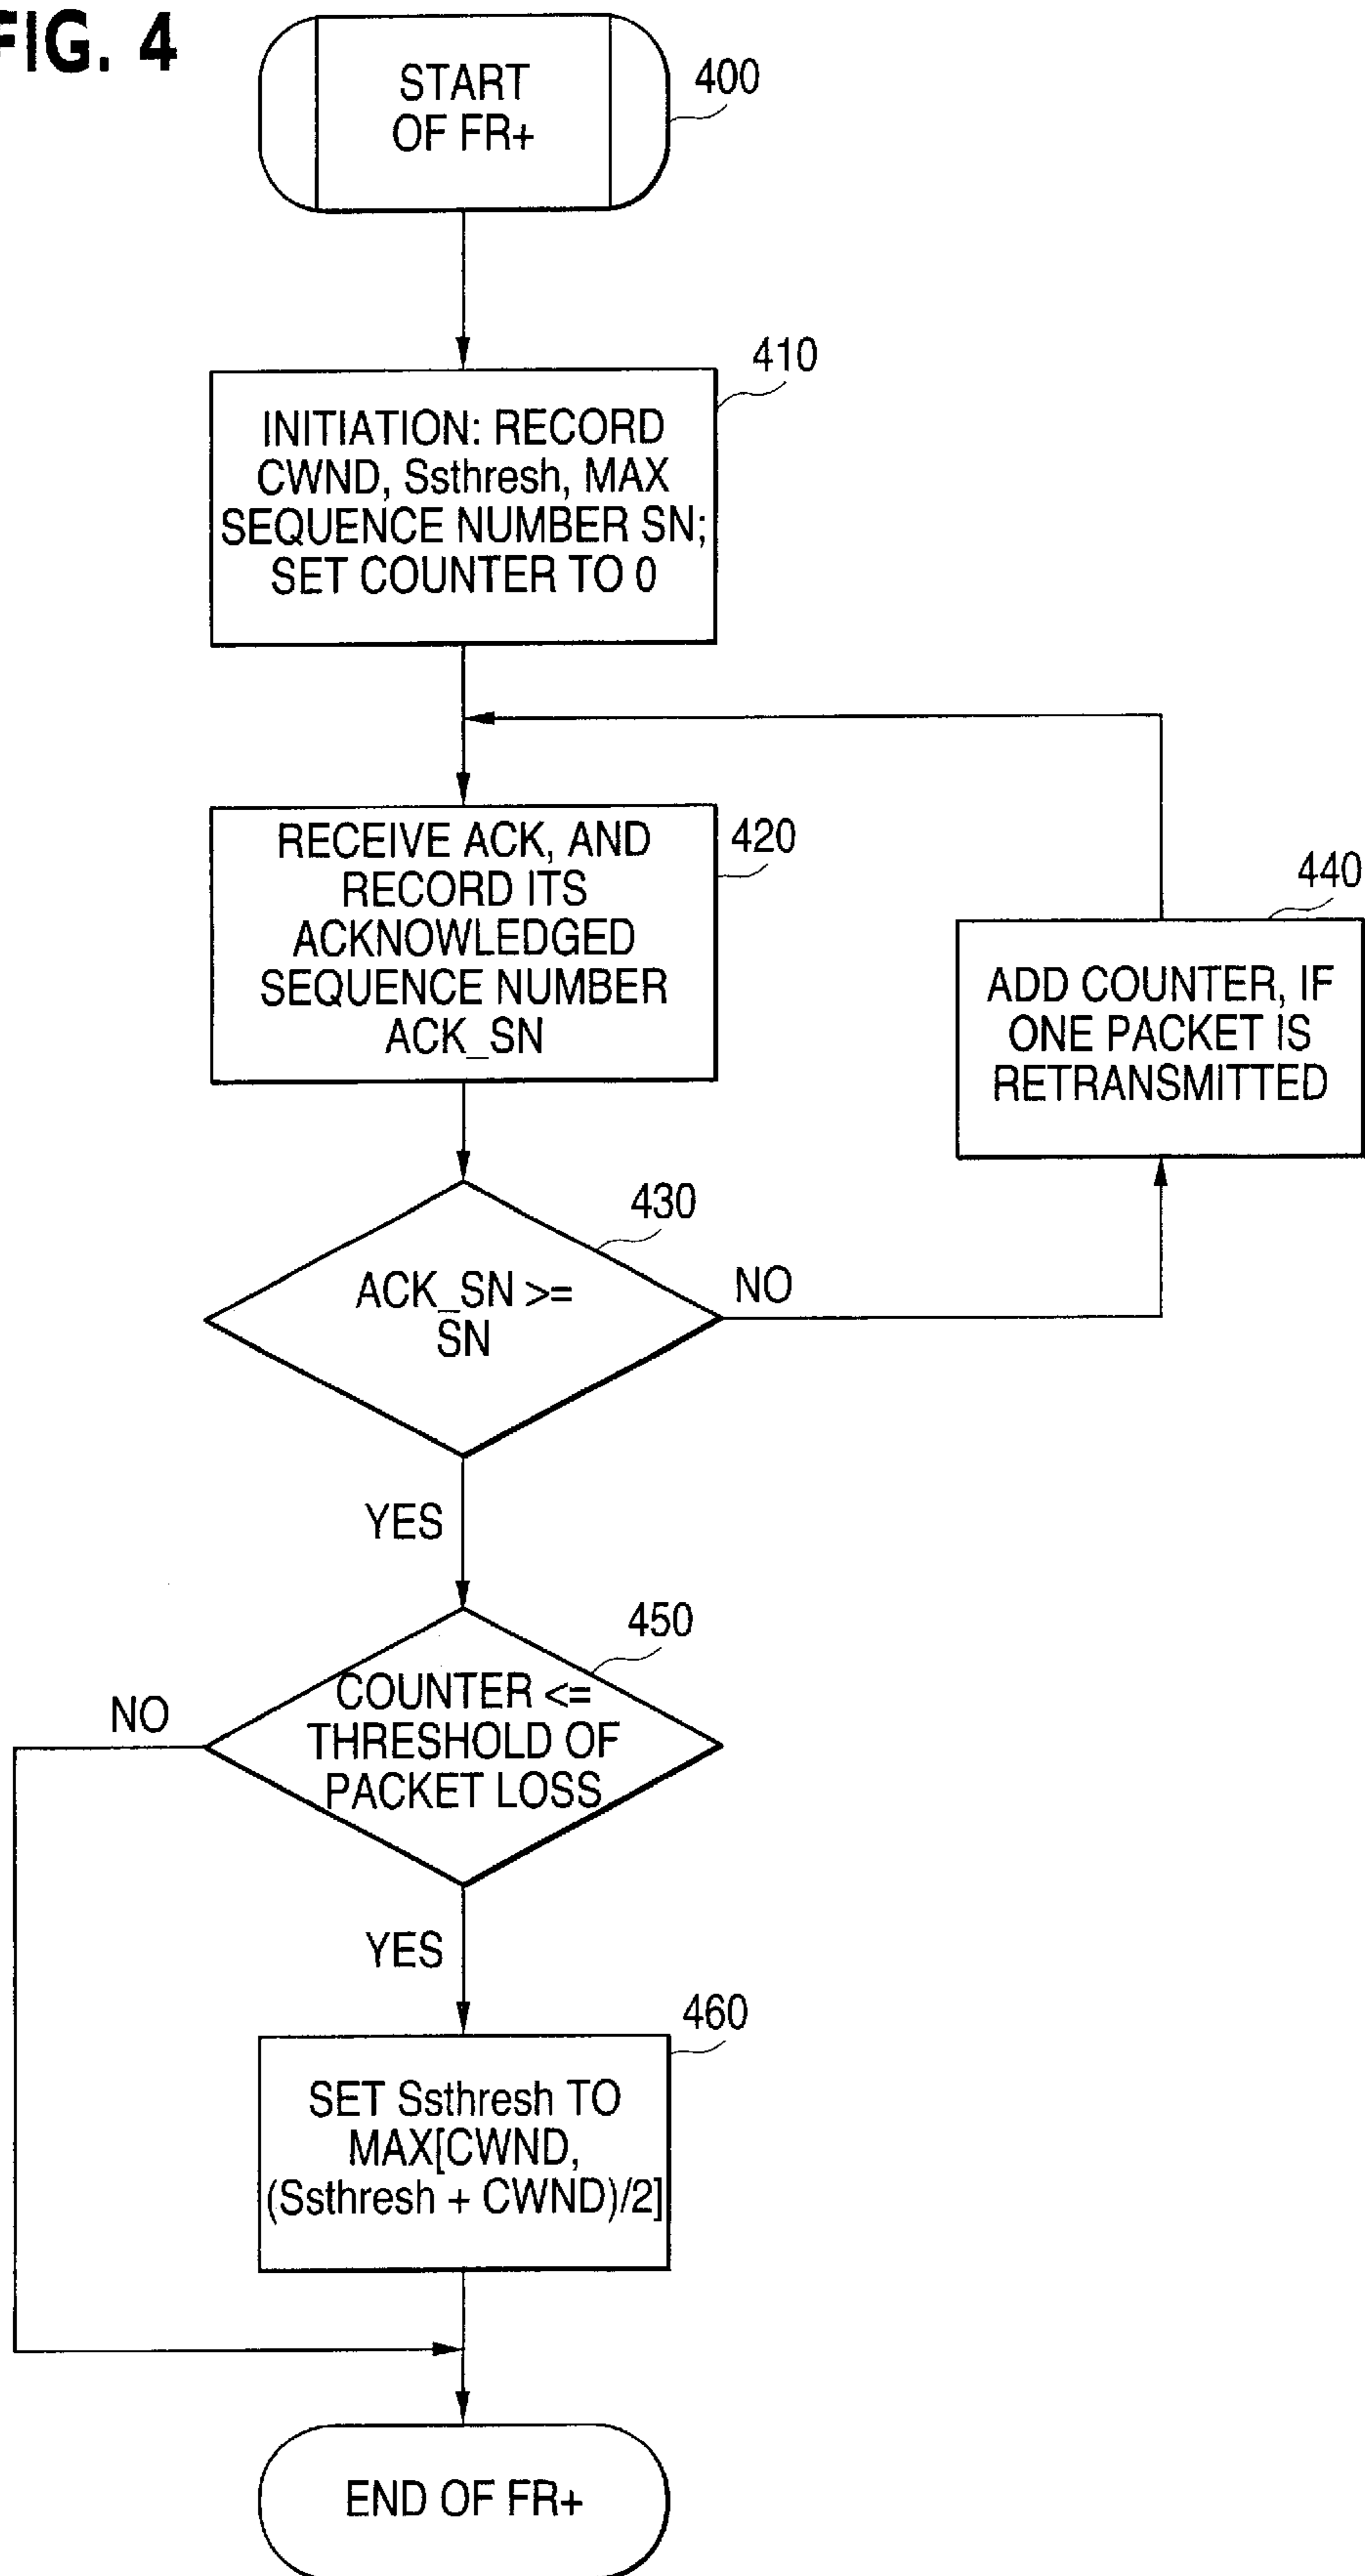 FIG. 4
START
OF FR+
400
410
INITIATION: RECORD
CWND, Ssthresh, MAX
SEQUENCE NUMBER SN;
SET COUNTER TO 0
RECEIVE ACK, AND
RECORD ITS
ACKNOWLEDGED
SEQUENCE NUMBER
ACK_SN
420
440
ADD COUNTER, IF
ONE PACKET IS
RETRANSMITTED
430
ACK_SN >=
SN
NO
YES
450
COUNTER <=
THRESHOLD OF
PACKET LOSS
NO
YES
460
SET Ssthresh TO
MAX[CWND,
(Ssthresh + CWND)/2]
END OF FR+